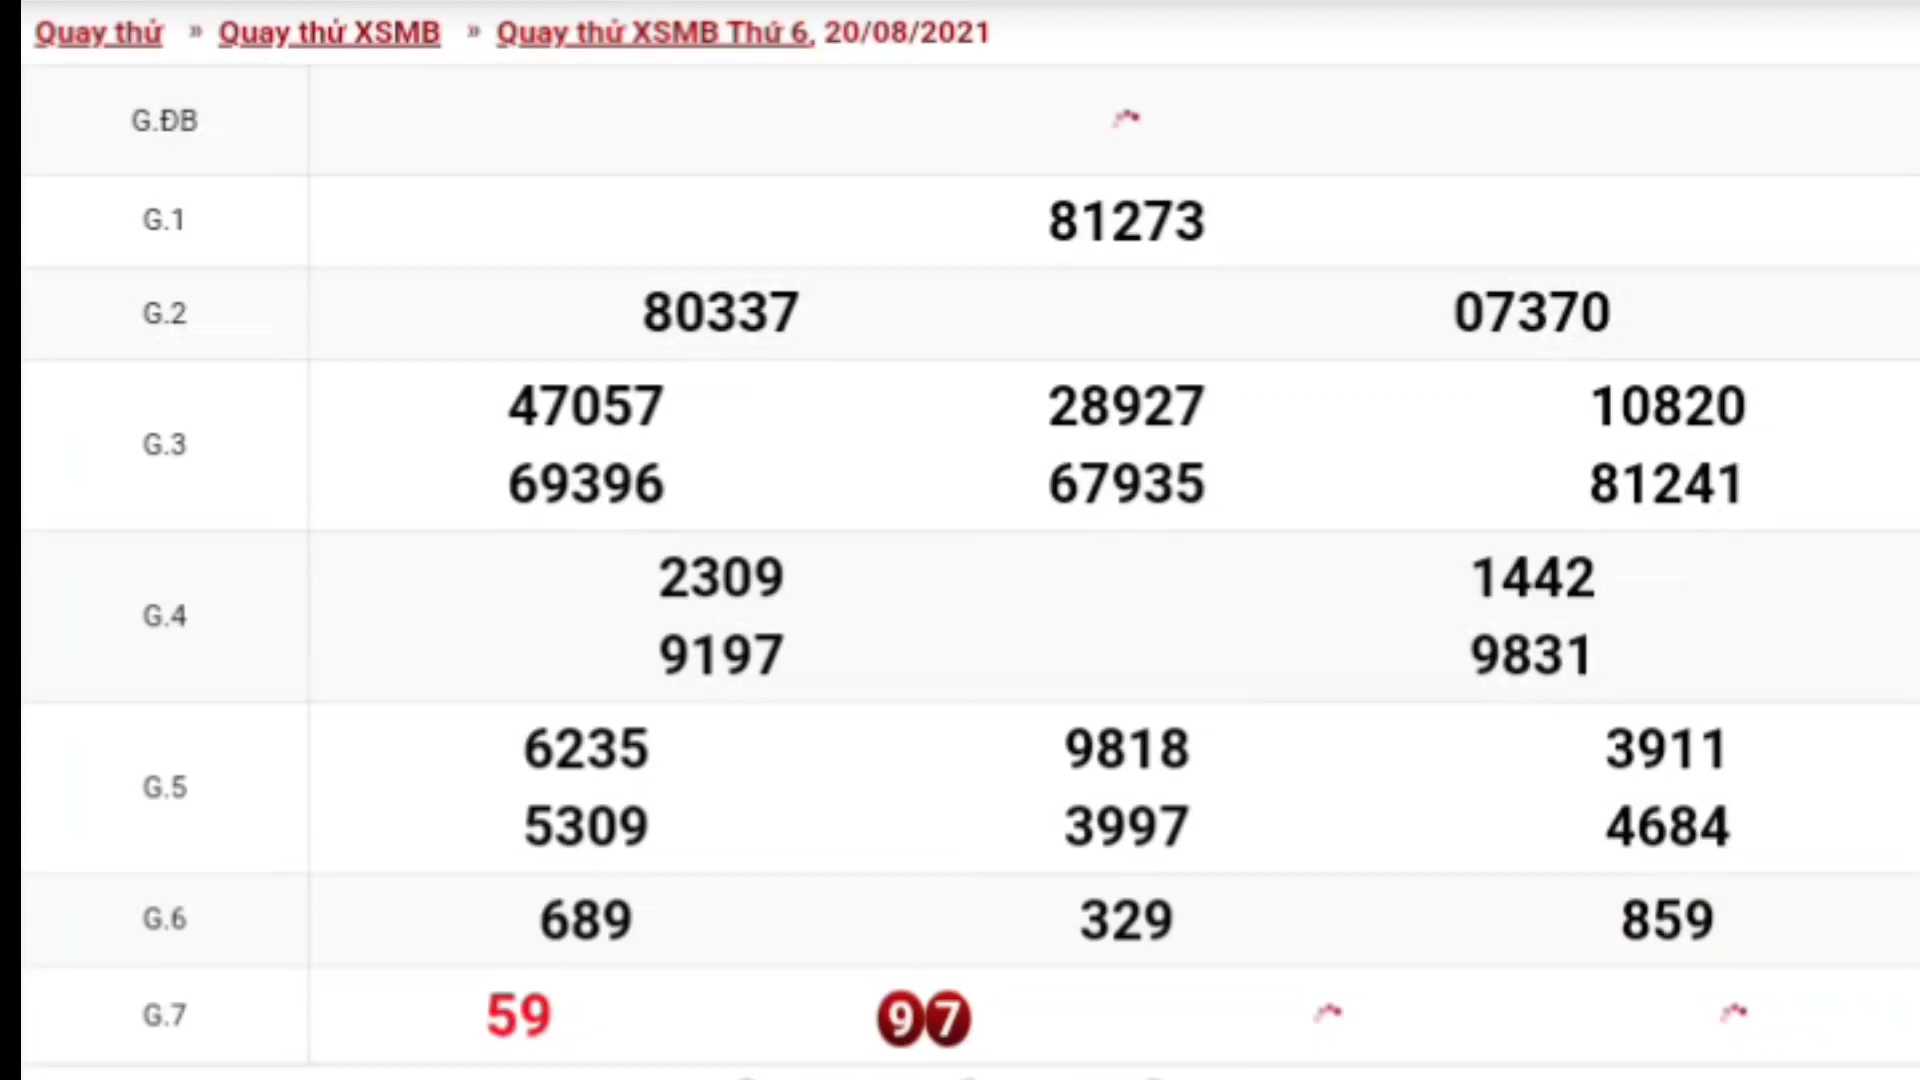 Quay thử » Quay thử XSMB » Quay thử XSMB Thứ 6, 20/08/2021
G.ĐB
G.1 81273
G.2 80337 07370
G.3 47057 28927 10820
69396 67935 81241
G.4 2309 1442
9197 9831
G.5 6235 9818 3911
5309 3997 4684
G.6 689 329 859
G.7 59 97